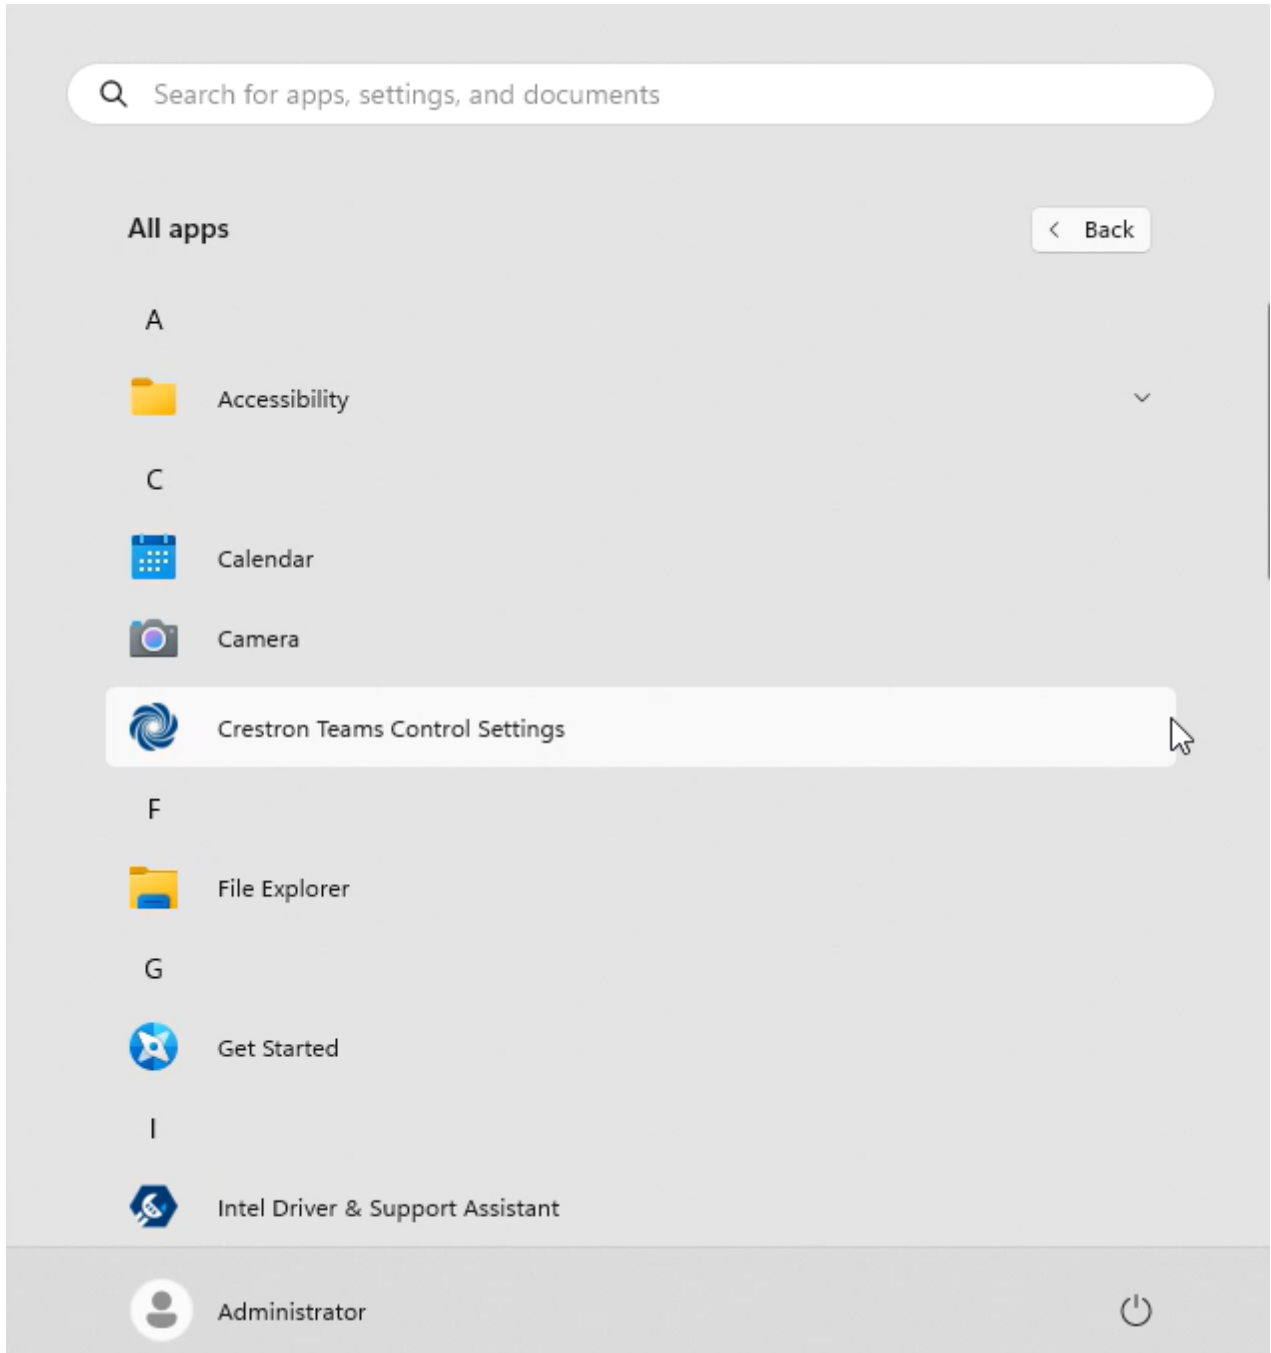 Search for apps, settings, and documents
All apps
Back
A
Accessibility
C
Calendar
Camera
Crestron Teams Control Settings
F
File Explorer
G
Get Started
I
Intel Driver & Support Assistant
Administrator